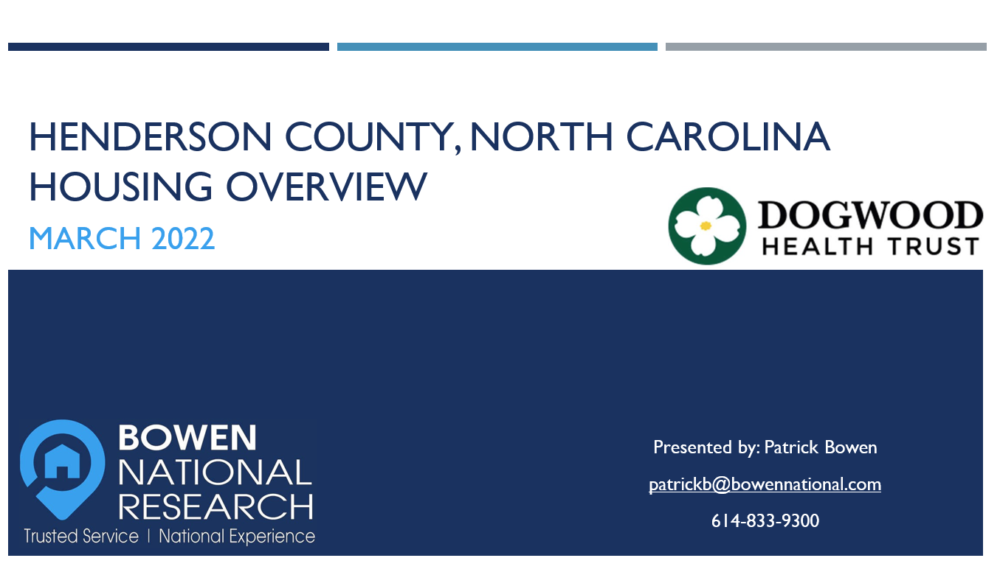 HENDERSON COUNTY, NORTH CAROLINA
HOUSING OVERVIEW
MARCH 2022
DOGWOOD
HEALTH TRUST
BOWEN
NATIONAL
RESEARCH
Trusted Service | National Experience
Presented by: Patrick Bowen
patrickb@bowennational.com
614-833-9300